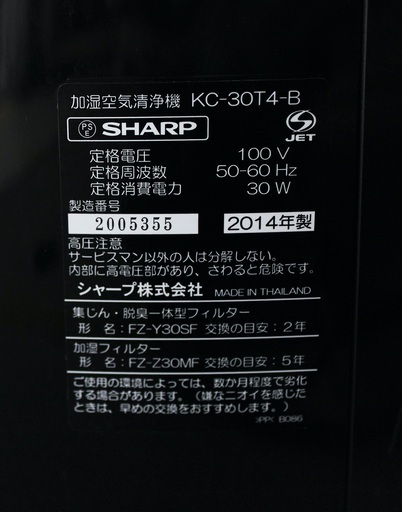 加湿空気清浄機 KC-30T4-B
PS E SHARP
S JET
定格電圧 100 V
定格周波数 50-60 Hz
定格消費電力 30 W
製造番号
2005355 2014年製
高圧注意
サービスマン以外の人は分解しない。
内部に高電圧部があり、さわると危険です。
シャープ株式会社 MADE IN THAILAND
集じん・脱臭一体型フィルター
形 名:FZ-Y30SF 交換の目安:2年
加湿フィルター
形 名:FZ-Z30MF 交換の目安:5年
ご使用の環境によっては、数か月程度で劣化
する場合があります。(嫌なニオイを感じた
ときは、早めの交換をおすすめします。)